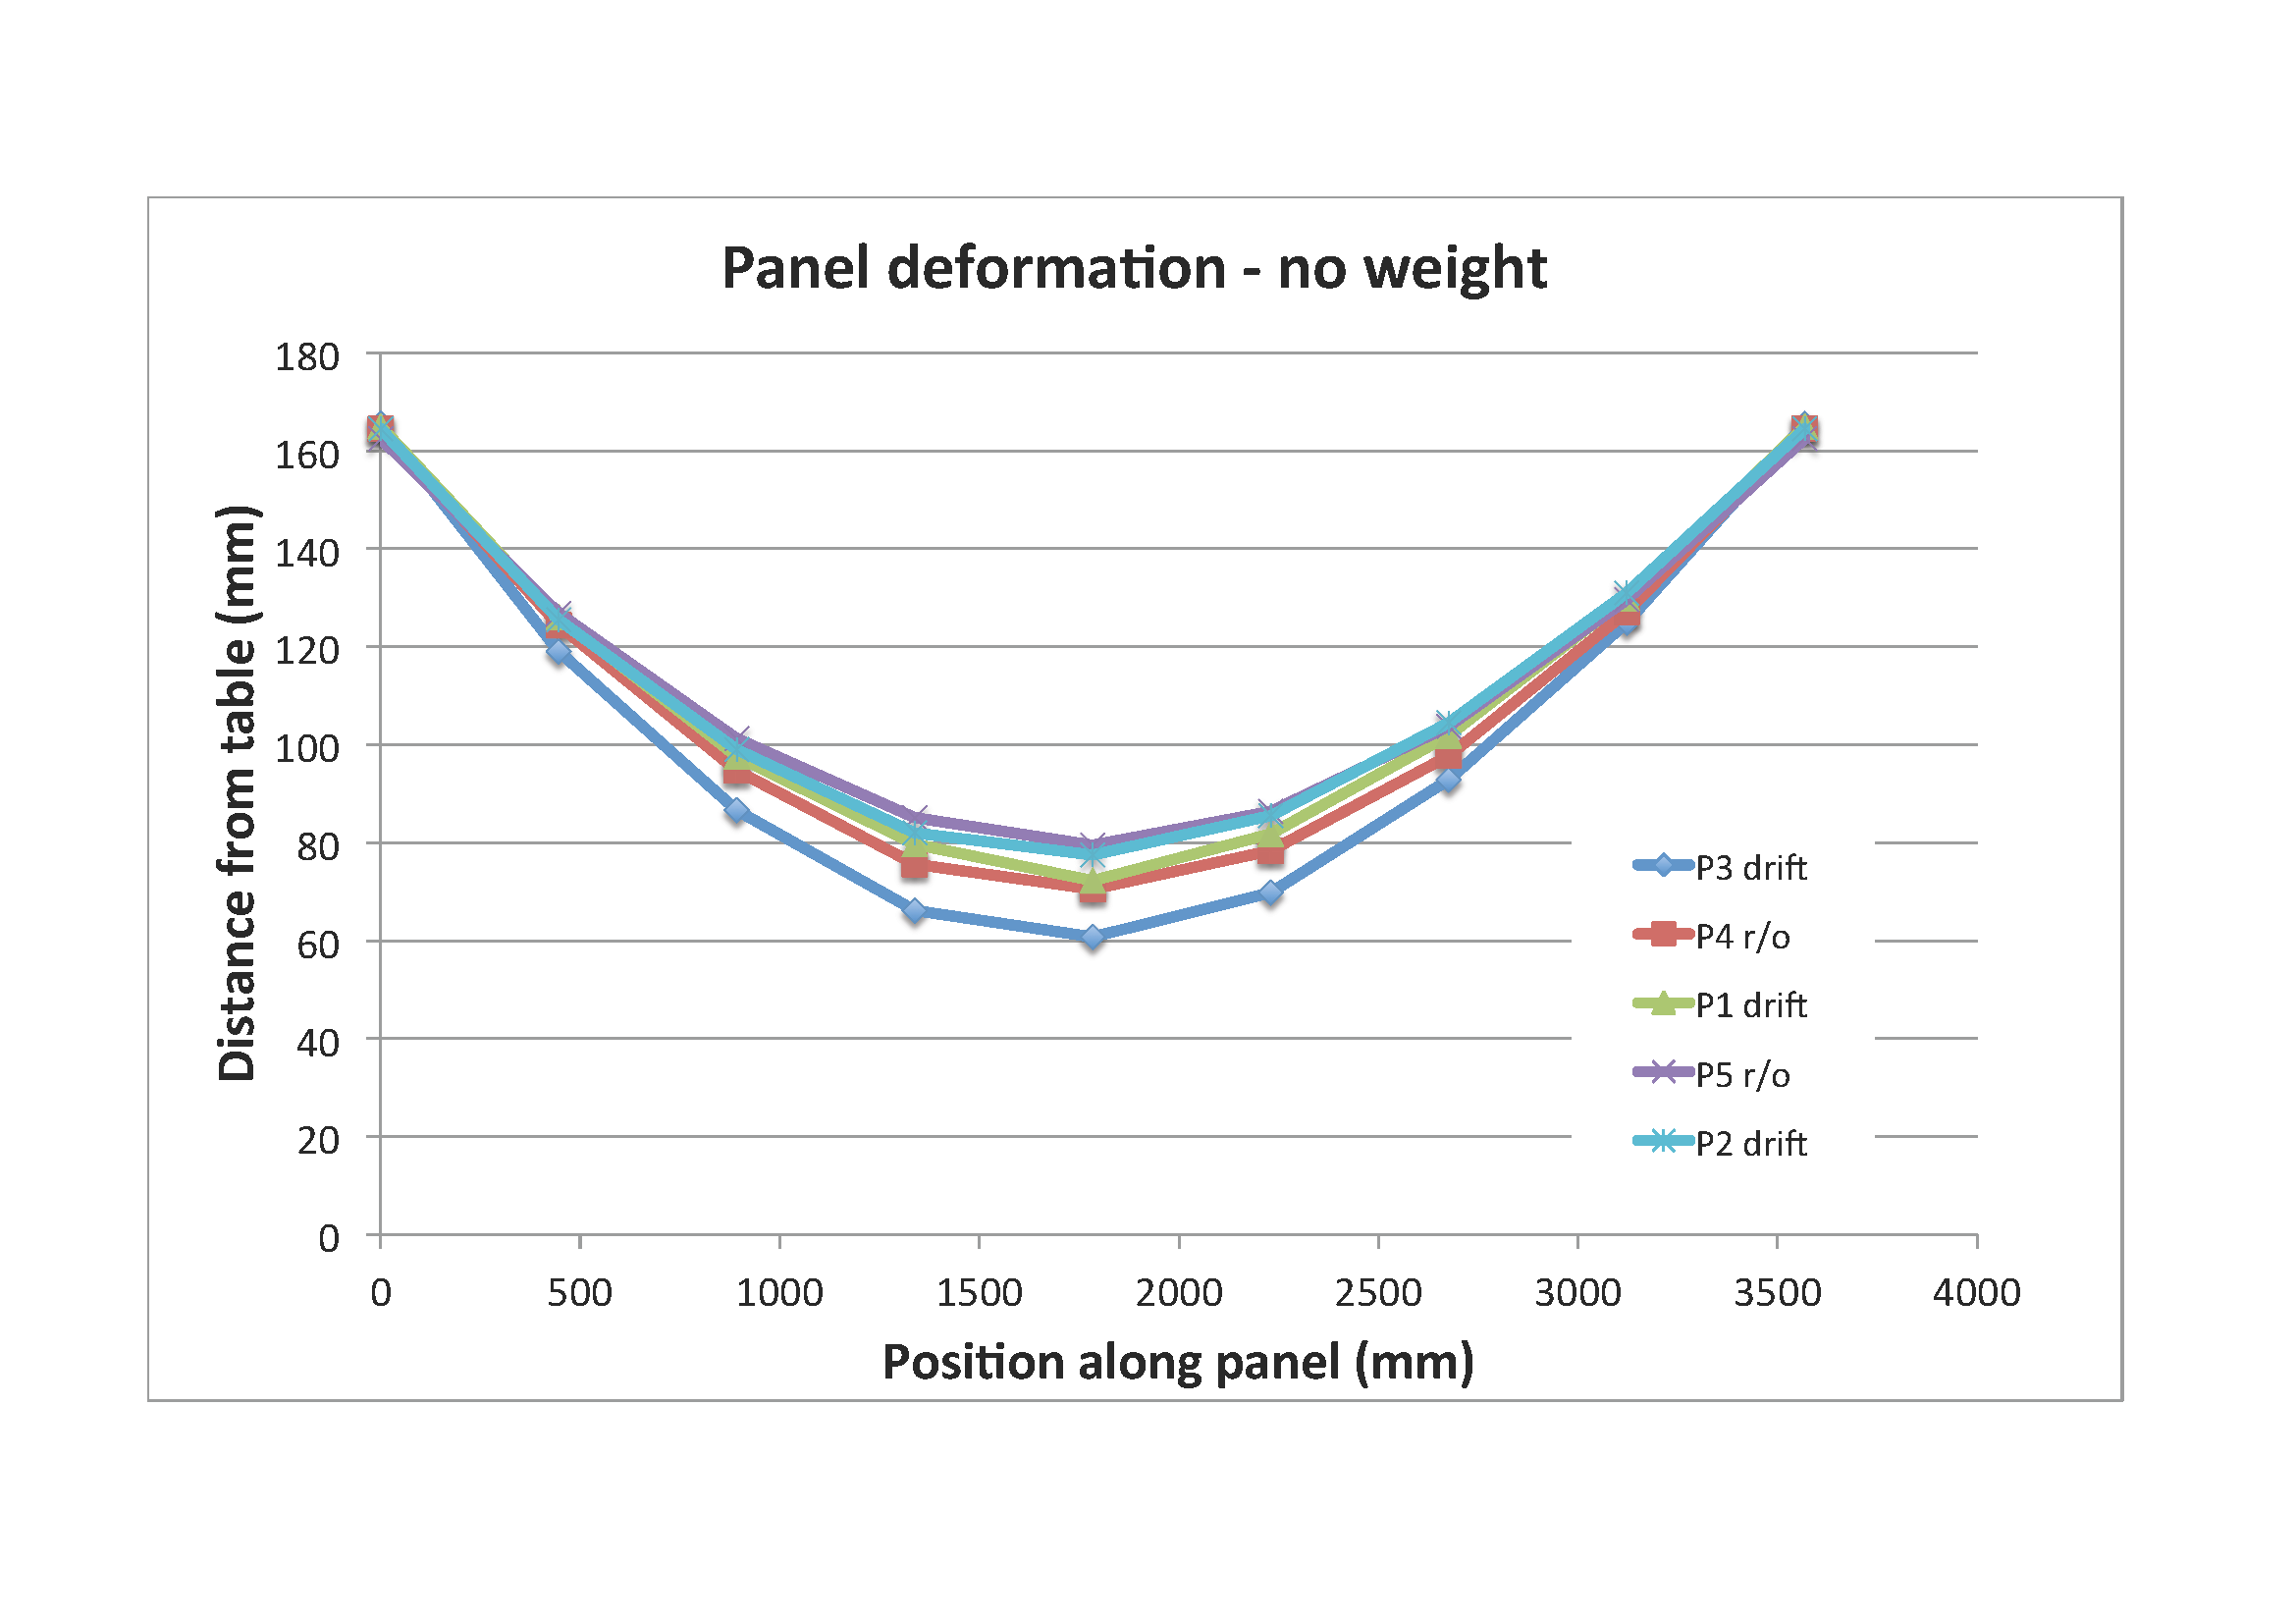 Panel deformation - no weight
180
160
140
120
100
80
60
40
20
0
Distance from table (mm)
0 500 1000 1500 2000 2500 3000 3500 4000
Position along panel (mm)
P3 drift
P4 r/o
P1 drift
P5 r/o
P2 drift